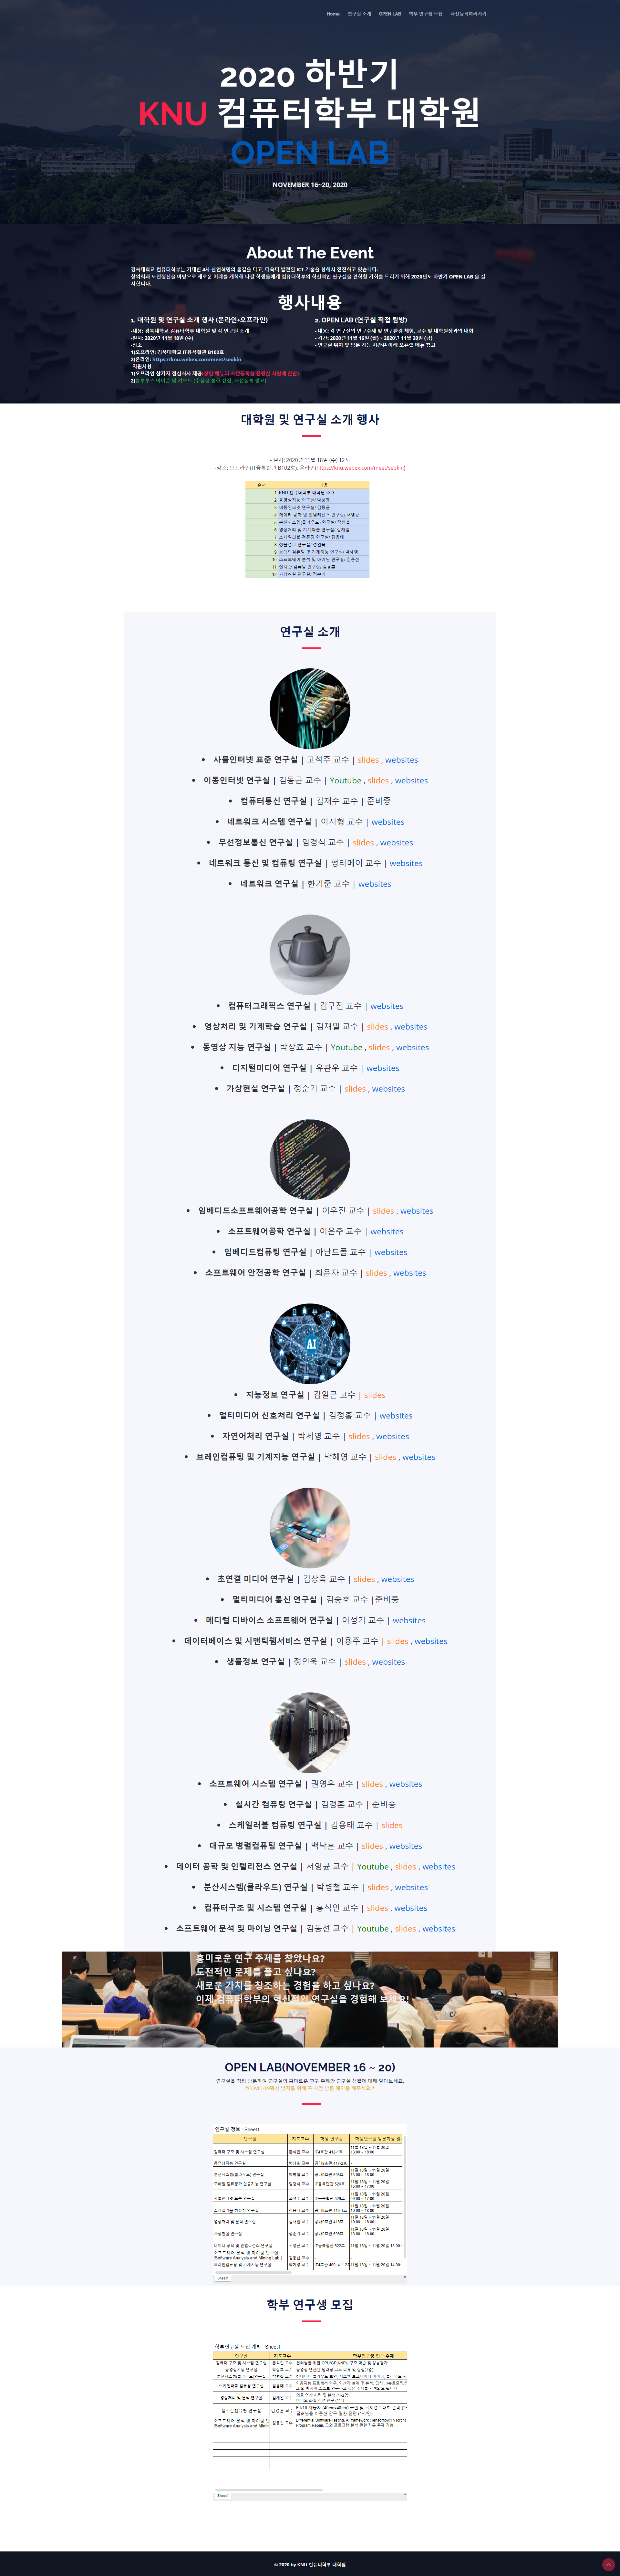 Home 연구실 소개 OPEN LAB 학부 연구생 모집 사전등록하러가기
2020 하반기
KNU 컴퓨터학부 대학원
OPEN LAB
NOVEMBER 16~20, 2020
About The Event
경북대학교 컴퓨터학부는 거대한 4차 산업혁명의 물결을 타고, 더욱더 발전된 ICT 기술을 향해서 전진하고 있습니다.
창의력과 도전정신을 바탕으로 새로운 미래를 개척해 나갈 학생들에게 컴퓨터학부의 혁신적인 연구실을 견학할 기회를 드리기 위해 2020년도 하반기 OPEN LAB 을 실
시합니다.
행사내용
1. 대학원 및 연구실 소개 행사 (온라인+오프라인)
-내용: 경북대학교 컴퓨터학부 대학원 및 각 연구실 소개
-일시: 2020년 11월 18일 (수)
-장소
1)오프라인: 경북대학교 IT융복합관 B102호
2)온라인: https://knu.webex.com/meet/seokin
-지원사항
1)오프라인 참가자 점심식사 제공
2)블루투스 마이크 및 키보드 (추첨을 통해 선정, 사전등록 필요)
2. OPEN LAB (연구실 직접 탐방)
- 내용: 각 연구실의 연구주제 및 연구환경 체험, 교수 및 대학원생과의 대화
- 기간: 2020년 11월 16일 (월) ~ 2020년 11월 20일 (금)
- 연구실 위치 및 방문 가능 시간은 아래 오픈랩 메뉴 참고
대학원 및 연구실 소개 행사
- 일시: 2020년 11월 18일 (수) 12시
-장소: 오프라인(IT융복합관 B102호), 온라인(https://knu.webex.com/meet/seokin)
순서 내용
1 KNU 컴퓨터학부 대학원 소개
2 동영상지능 연구실/ 박상효
3 이동인터넷 연구실/ 김동균
4 데이터 공학 및 인텔리전스 연구실/ 서영균
5 분산시스템(클라우드) 연구실/ 탁병철
6 영상처리 및 기계학습 연구실/ 김재일
7 스케일러블 컴퓨팅 연구실/ 김용태
8 생물정보 연구실/ 정인욱
9 브레인컴퓨팅 및 기계지능 연구실/ 박혜영
10 소프트웨어 분석 및 마이닝 연구실/ 김동선
11 실시간 컴퓨팅 연구실/ 김경훈
12 가상현실 연구실/ 정순기
연구실 소개
사물인터넷 표준 연구실 | 고석주 교수 | slides , websites
이동인터넷 연구실 | 김동균 교수 | Youtube , slides , websites
컴퓨터통신 연구실 | 김재수 교수 | 준비중
네트워크 시스템 연구실 | 이시형 교수 | websites
무선정보통신 연구실 | 임경식 교수 | slides , websites
네트워크 통신 및 컴퓨팅 연구실 | 펑리메이 교수 | websites
네트워크 연구실 | 한기준 교수 | websites
컴퓨터그래픽스 연구실 | 김구진 교수 | websites
영상처리 및 기계학습 연구실 | 김재일 교수 | slides , websites
동영상 지능 연구실 | 박상효 교수 | Youtube , slides , websites
디지털미디어 연구실 | 유관우 교수 | websites
가상현실 연구실 | 정순기 교수 | slides , websites
임베디드소프트웨어공학 연구실 | 이우진 교수 | slides , websites
소프트웨어공학 연구실 | 이은주 교수 | websites
임베디드컴퓨팅 연구실 | 아난드폴 교수 | websites
소프트웨어 안전공학 연구실 | 최윤자 교수 | slides , websites
AI
지능정보 연구실 | 김일곤 교수 | slides
멀티미디어 신호처리 연구실 | 김정홍 교수 | websites
자연어처리 연구실 | 박세영 교수 | slides , websites
브레인컴퓨팅 및 기계지능 연구실 | 박혜영 교수 | slides , websites
초연결 미디어 연구실 | 김상욱 교수 | slides , websites
멀티미디어 통신 연구실 | 김승호 교수 |준비중
메디컬 디바이스 소프트웨어 연구실 | 이성기 교수 | websites
데이터베이스 및 시맨틱웹서비스 연구실 | 이용주 교수 | slides , websites
생물정보 연구실 | 정인욱 교수 | slides , websites
소프트웨어 시스템 연구실 | 권영우 교수 | slides , websites
실시간 컴퓨팅 연구실 | 김경훈 교수 | 준비중
스케일러블 컴퓨팅 연구실 | 김용태 교수 | slides
대규모 병렬컴퓨팅 연구실 | 백낙훈 교수 | slides , websites
데이터 공학 및 인텔리전스 연구실 | 서영균 교수 | Youtube , slides , websites
분산시스템(클라우드) 연구실 | 탁병철 교수 | slides , websites
컴퓨터구조 및 시스템 연구실 | 홍석인 교수 | slides , websites
소프트웨어 분석 및 마이닝 연구실 | 김동선 교수 | Youtube , slides , websites
흥미로운 연구 주제를 찾았나요?
도전적인 문제를 풀고 싶나요?
새로운 가치를 창조하는 경험을 하고 싶나요?
이제 컴퓨터학부의 혁신적인 연구실을 경험해 보세요!
OPEN LAB(NOVEMBER 16 ~ 20)
연구실을 직접 방문하여 연구실의 흥미로운 연구 주제와 연구실 생활에 대해 알아보세요.
*COVID-19확산 방지를 위해 꼭 사전 방문 예약을 해주세요.*
연구실 정보 : Sheet1
연구실 지도교수 학생 연구실
학부 연구생 모집
학부연구생 모집 계획 : Sheet1
연구실 지도교수 학부연구생 연구 주제
Sheet1
© 2020 by KNU 컴퓨터학부 대학원